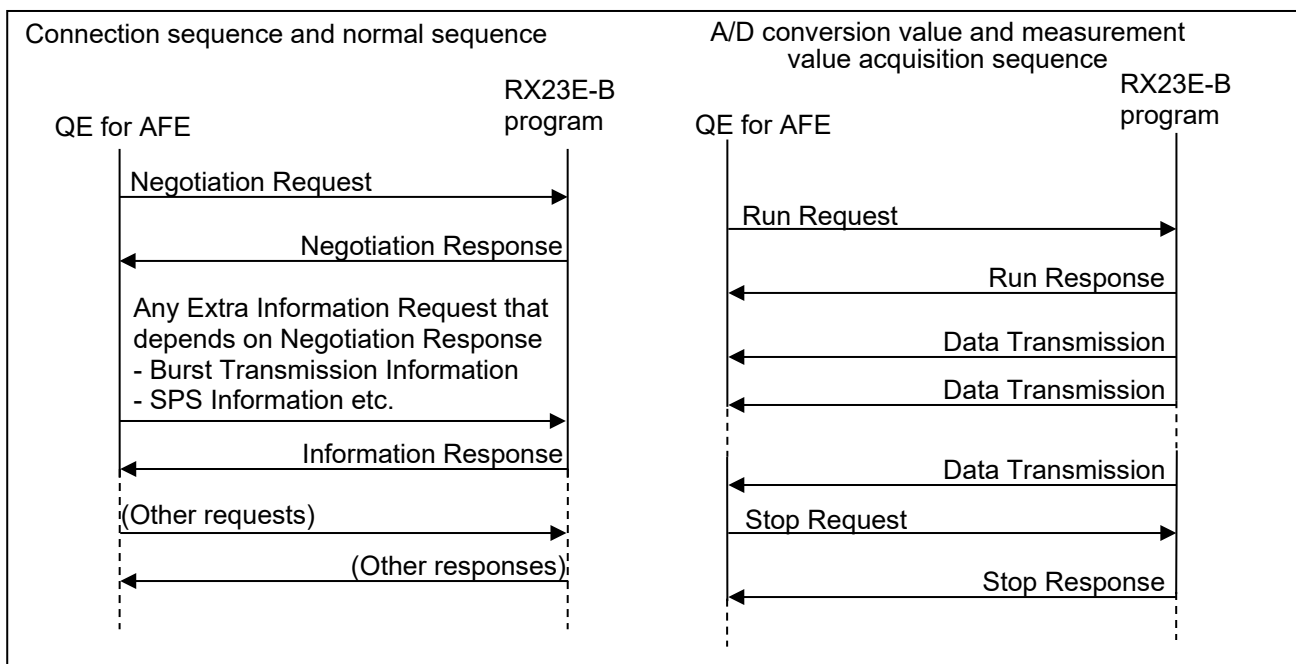 Connection sequence and normal sequence
QE for AFE
RX23E-B
program
Negotiation Request
Negotiation Response
Any Extra Information Request that
depends on Negotiation Response
- Burst Transmission Information
- SPS Information etc.
Information Response
(Other requests)
(Other responses)
A/D conversion value and measurement
value acquisition sequence
QE for AFE
RX23E-B
program
Run Request
Run Response
Data Transmission
Data Transmission
Data Transmission
Stop Request
Stop Response